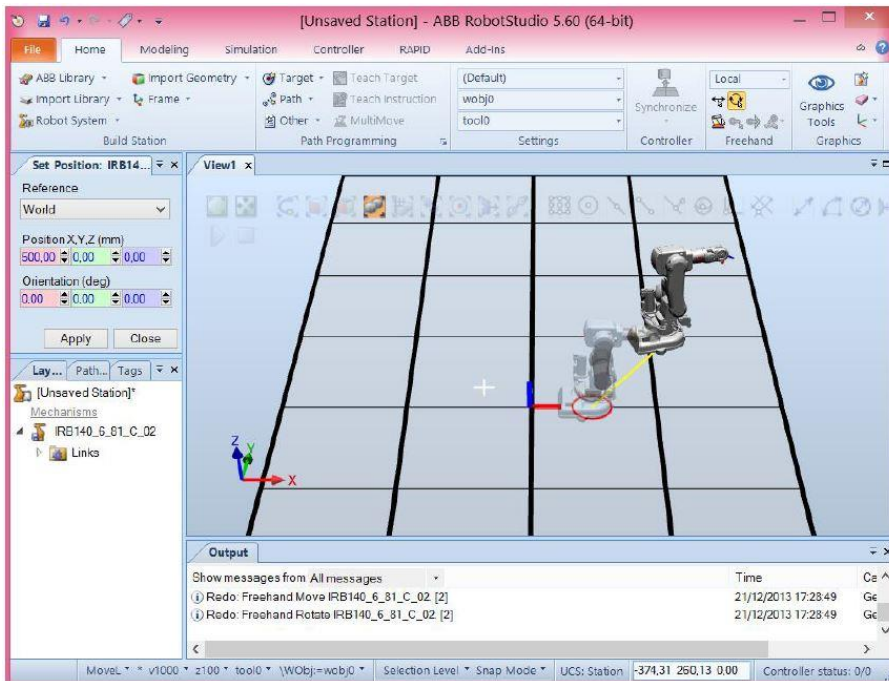 [Unsaved Station] - ABB RobotStudio 5.60 (64-bit)
File Home Modeling Simulation Controller RAPID Add-Ins
ABB Library Import Geometry Target Teach Target (Default) Local
Import Library Frame Path Teach Instruction wobj0 Synchronize Graphics
Robot System Other MultiMove tool0 Tools
Build Station Path Programming Settings Controller Freehand Graphics
Set Position: IRB14...
View1
Reference
World
Position X,Y,Z (mm)
500,00 0,00 0,00
Orientation (deg)
0.00 0.00 0.00
Apply Close
Lay... Path... Tags
[Unsaved Station]*
Mechanisms
IRB140_6_81_C_02
Links
Z Y X
Output
Show messages from All messages Time Ca
Redo: Freehand Move IRB140_6_81_C_02. [2] 21/12/2013 17:28:49 Ge
Redo: Freehand Rotate IRB140_6_81_C_02. [2] 21/12/2013 17:28:49 Ge
MoveL * v1000 z100 tool0 \WObj:=wobj0 Selection Level Snap Mode UCS: Station -374,31 260,13 0,00 Controller status: 0/0